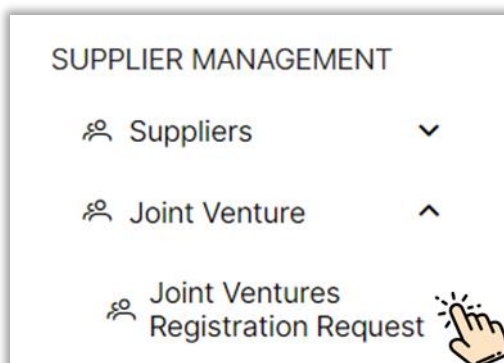 SUPPLIER MANAGEMENT
Suppliers
Joint Venture
Joint Ventures
Registration Request